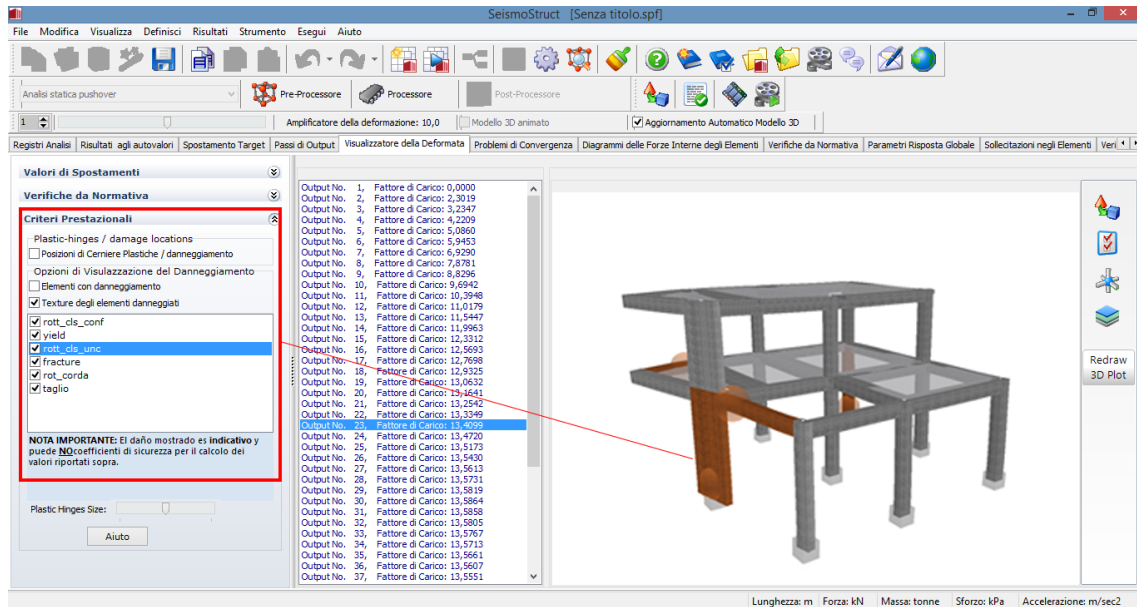 SeismoStruct [Senza titolo.spf]
File Modifica Visualizza Definisci Risultati Strumento Esegui Aiuto
Analisi statica pushover
Pre-Processore
Processore
Post-Processore
1
Amplificatore della deformazione: 10,0
Modello 3D animato
Aggiornamento Automatico Modello 3D
Registri Analisi
Risultati agli autovalori
Spostamento Target
Passi di Output
Visualizzatore della Deformata
Problemi di Convergenza
Diagrammi delle Forze Interne degli Elementi
Verifiche da Normativa
Parametri Risposta Globale
Sollecitazioni negli Elementi
Veri
Valori di Spostamenti
Verifiche da Normativa
Criteri Prestazionali
Plastic-hinges / damage locations
Posizioni di Cerniere Plastiche / danneggiamento
Opzioni di Visulazzazione del Danneggiamento
Elementi con danneggiamento
Texture degli elementi danneggiati
rott_cls_conf
yield
rott_cls_unc
fracture
rot_corda
taglio
NOTA IMPORTANTE: El daño mostrado es indicativo y
puede NOcoefficienti di sicurezza per il calcolo dei
valori riportati sopra.
Plastic Hinges Size:
Aiuto
Output No. 1, Fattore di Carico: 0,0000
Output No. 2, Fattore di Carico: 2,3019
Output No. 3, Fattore di Carico: 3,2347
Output No. 4, Fattore di Carico: 4,2209
Output No. 5, Fattore di Carico: 5,0860
Output No. 6, Fattore di Carico: 5,9453
Output No. 7, Fattore di Carico: 6,9290
Output No. 8, Fattore di Carico: 7,8781
Output No. 9, Fattore di Carico: 8,8296
Output No. 10, Fattore di Carico: 9,6942
Output No. 11, Fattore di Carico: 10,3948
Output No. 12, Fattore di Carico: 11,0179
Output No. 13, Fattore di Carico: 11,5447
Output No. 14, Fattore di Carico: 11,9963
Output No. 15, Fattore di Carico: 12,3312
Output No. 16, Fattore di Carico: 12,5693
Output No. 17, Fattore di Carico: 12,7698
Output No. 18, Fattore di Carico: 12,9325
Output No. 19, Fattore di Carico: 13,0632
Output No. 20, Fattore di Carico: 13,1641
Output No. 21, Fattore di Carico: 13,2542
Output No. 22, Fattore di Carico: 13,3349
Output No. 23, Fattore di Carico: 13,4099
Output No. 24, Fattore di Carico: 13,4720
Output No. 25, Fattore di Carico: 13,5173
Output No. 26, Fattore di Carico: 13,5430
Output No. 27, Fattore di Carico: 13,5613
Output No. 28, Fattore di Carico: 13,5731
Output No. 29, Fattore di Carico: 13,5819
Output No. 30, Fattore di Carico: 13,5864
Output No. 31, Fattore di Carico: 13,5858
Output No. 32, Fattore di Carico: 13,5805
Output No. 33, Fattore di Carico: 13,5767
Output No. 34, Fattore di Carico: 13,5713
Output No. 35, Fattore di Carico: 13,5661
Output No. 36, Fattore di Carico: 13,5607
Output No. 37, Fattore di Carico: 13,5551
Redraw
3D Plot
Lunghezza: m Forza: kN Massa: tonne Sforzo: kPa Accelerazione: m/sec2